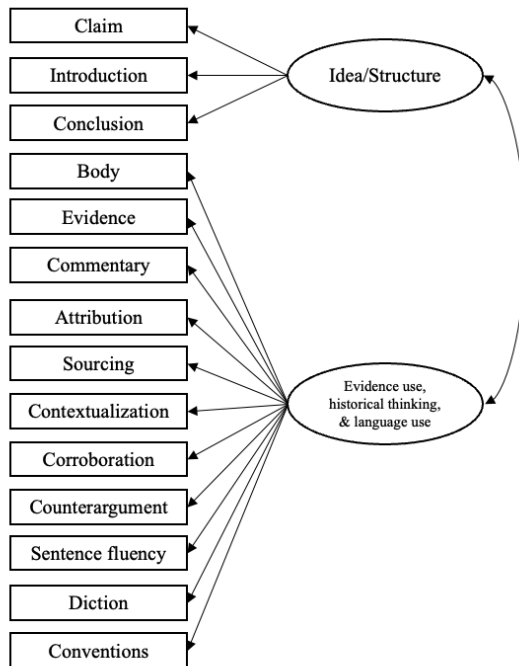 Claim
Introduction
Conclusion
Body
Evidence
Commentary
Attribution
Sourcing
Contextualization
Corroboration
Counterargument
Sentence fluency
Diction
Conventions
Idea/Structure
Evidence use,
historical thinking,
& language use